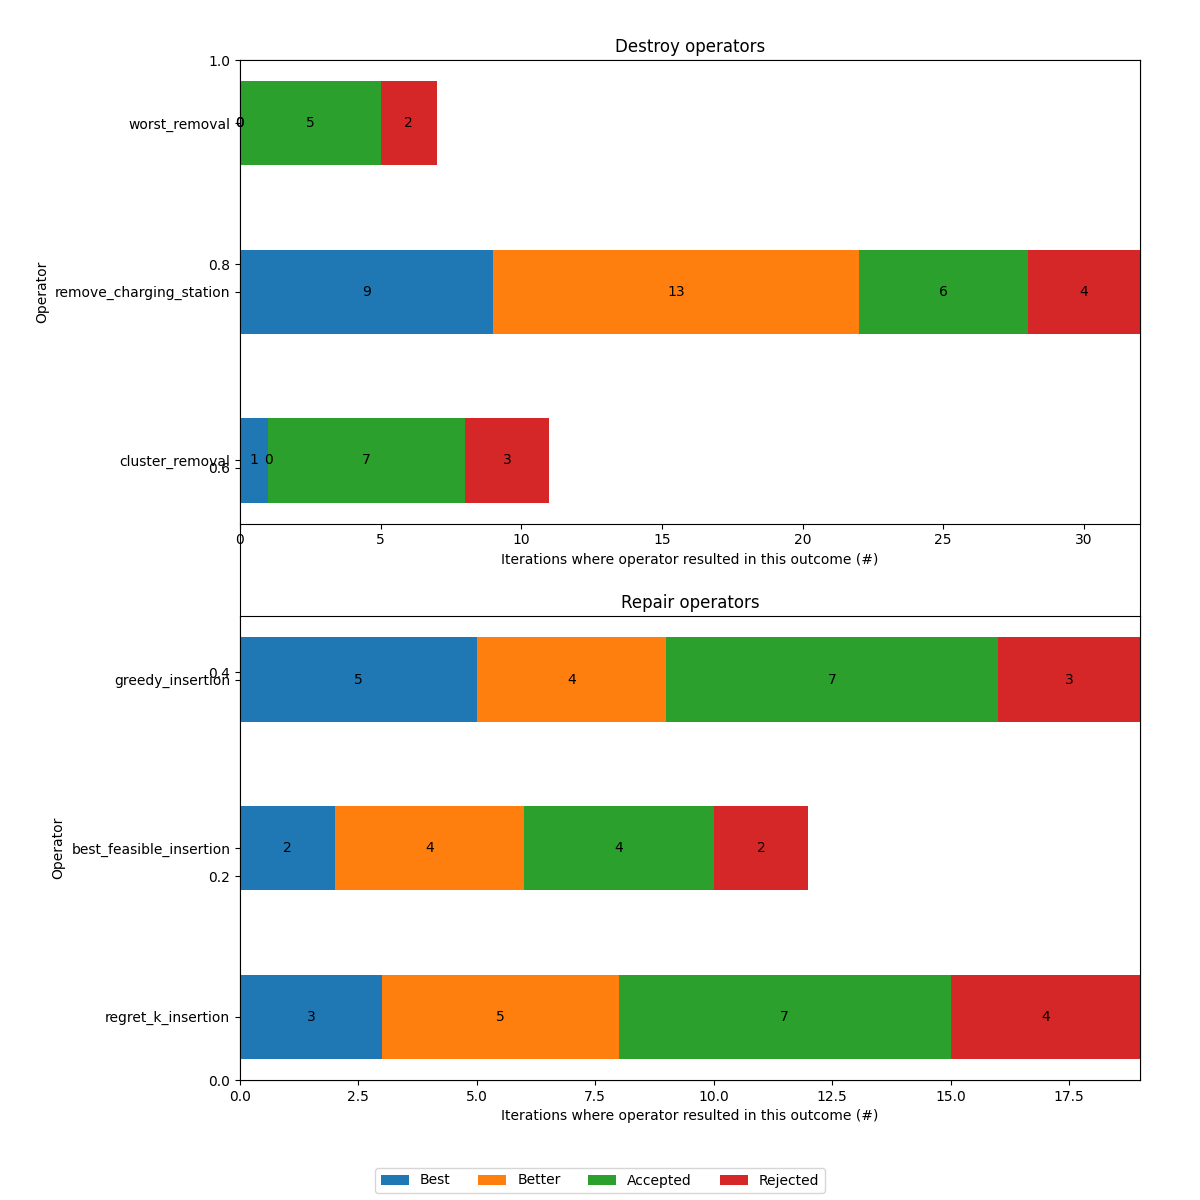 Destroy operators
1.0
worst_removal
0
0
5
2
0.8
Operator
remove_charging_station
9
13
6
4
cluster_removal
0.6
1
0
7
3
0
5
10
15
20
25
30
Iterations where operator resulted in this outcome (#)
Repair operators
0.4
greedy_insertion
5
4
7
3
Operator
best_feasible_insertion
2
4
4
2
0.2
regret_k_insertion
3
5
7
4
0.0
0.0
2.5
5.0
7.5
10.0
12.5
15.0
17.5
Iterations where operator resulted in this outcome (#)
Best
Better
Accepted
Rejected